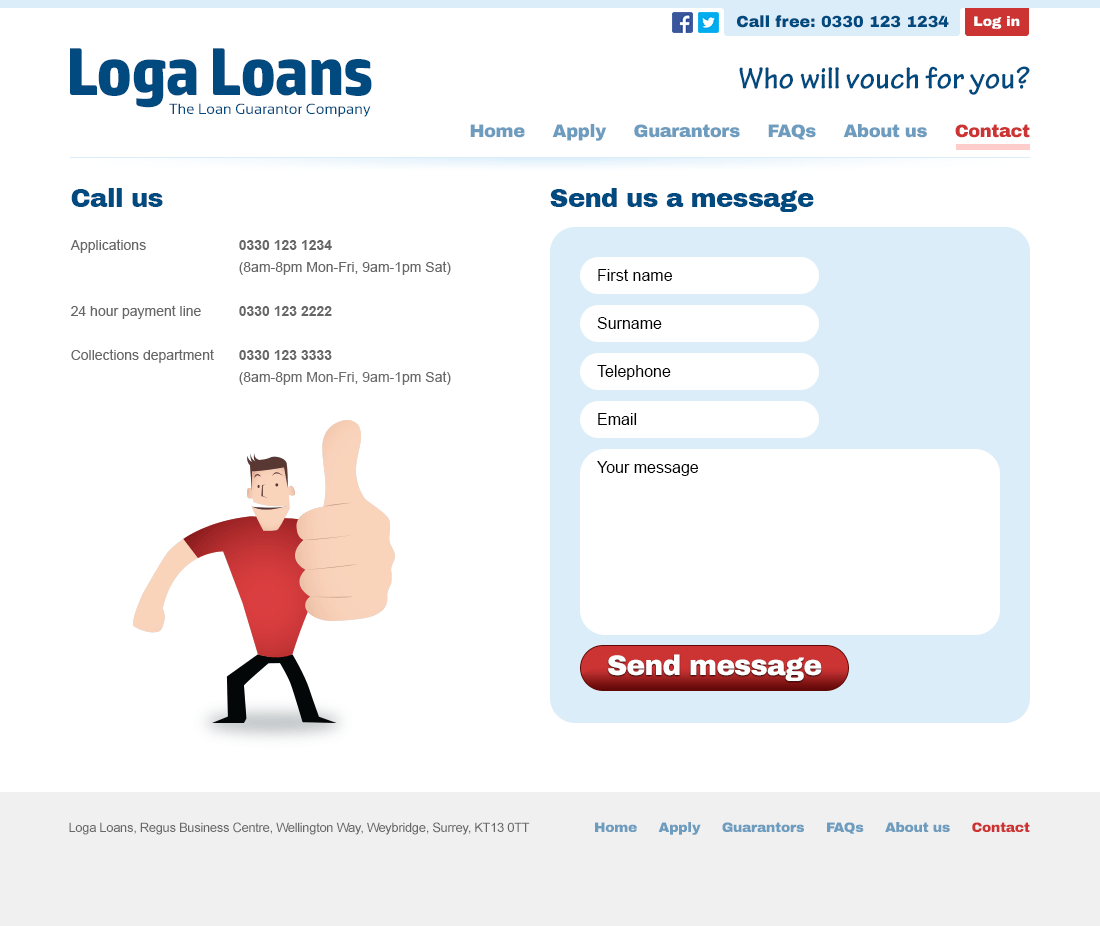 Call free: 0330 123 1234
Log in
Loga Loans
The Loan Guarantor Company
Who will vouch for you?
Home Apply Guarantors FAQs About us Contact
Call us
Applications 0330 123 1234
(8am-8pm Mon-Fri, 9am-1pm Sat)
24 hour payment line 0330 123 2222
Collections department 0330 123 3333
(8am-8pm Mon-Fri, 9am-1pm Sat)
Send us a message
First name
Surname
Telephone
Email
Your message
Send message
Loga Loans, Regus Business Centre, Wellington Way, Weybridge, Surrey, KT13 0TT
Home Apply Guarantors FAQs About us Contact